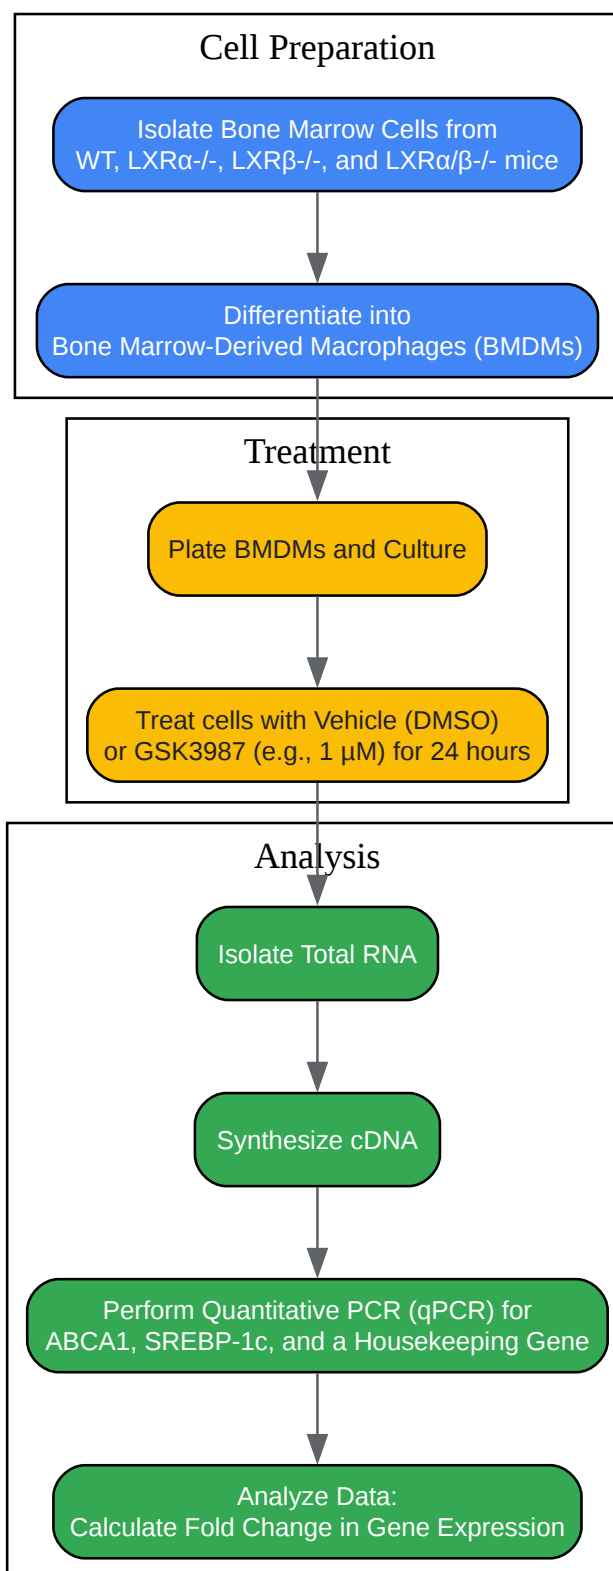 Cell Preparation
Isolate Bone Marrow Cells from
WT, LXRα-/-, LXRβ-/-, and LXRα/β-/- mice
Differentiate into
Bone Marrow-Derived Macrophages (BMDMs)
Treatment
Plate BMDMs and Culture
Treat cells with Vehicle (DMSO)
or GSK3987 (e.g., 1 µM) for 24 hours
Analysis
Isolate Total RNA
Synthesize cDNA
Perform Quantitative PCR (qPCR) for
ABCA1, SREBP-1c, and a Housekeeping Gene
Analyze Data:
Calculate Fold Change in Gene Expression